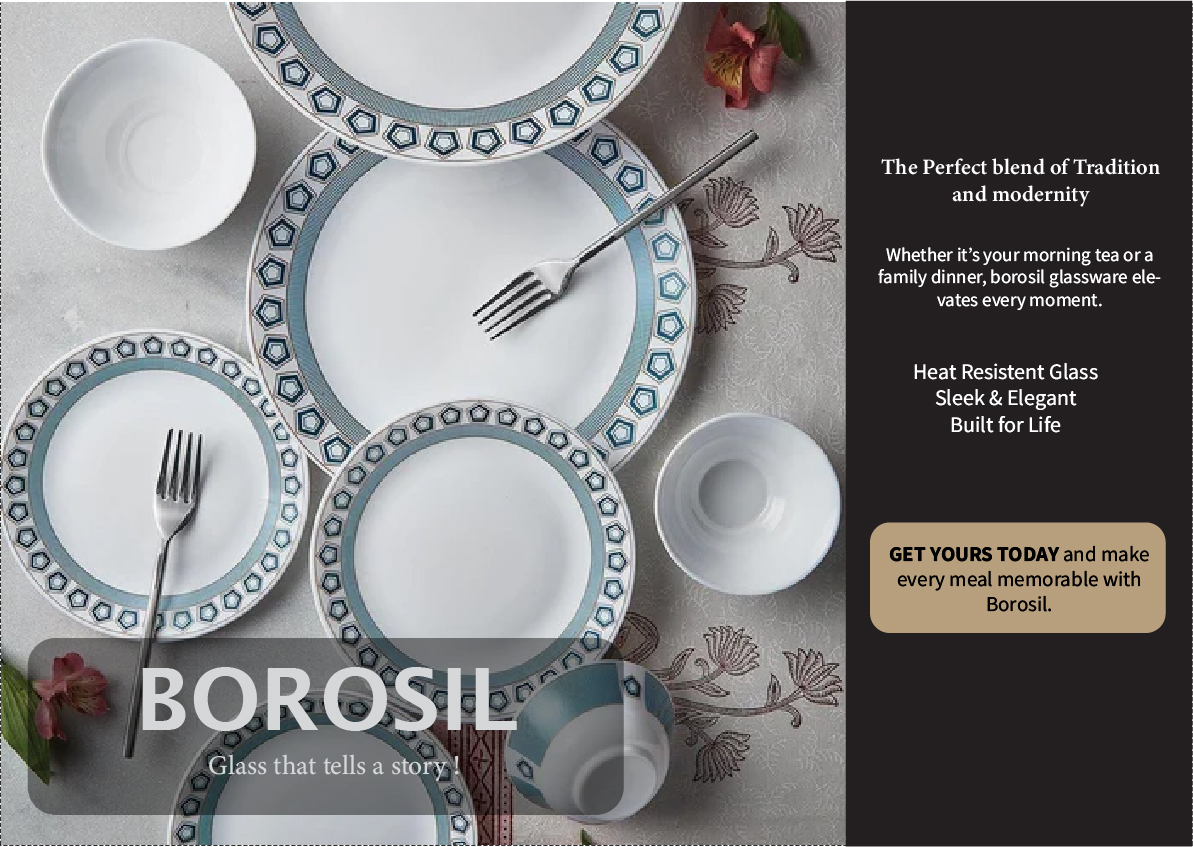 BOROSIL
Glass that tells a story !
The Perfect blend of Tradition
and modernity
Whether it's your morning tea or a
family dinner, borosil glassware ele-
vates every moment.
Heat Resistent Glass
Sleek & Elegant
Built for Life
GET YOURS TODAY and make
every meal memorable with
Borosil.